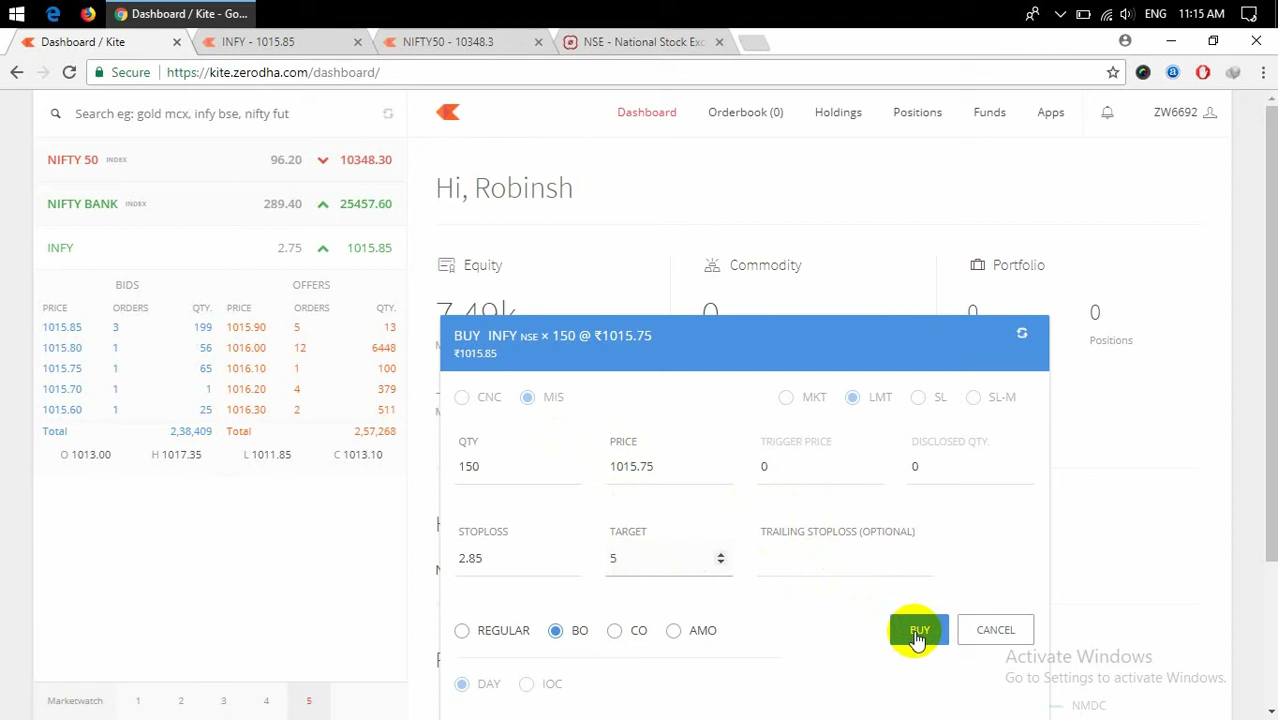 Dashboard / Kite - Go...
ENG
11:15 AM
Dashboard / Kite
INFY - 1015.85
NIFTY50 - 10348.3
NSE - National Stock Exc
Secure
https://kite.zerodha.com/dashboard/
Search eg: gold mcx, infy bse, nifty fut
Dashboard
Orderbook (0)
Holdings
Positions
Funds
Apps
ZW6692
NIFTY 50 INDEX 96.20 10348.30
NIFTY BANK INDEX 289.40 25457.60
INFY 2.75 1015.85
BIDS OFFERS
PRICE ORDERS QTY. PRICE ORDERS QTY.
1015.85 3 199 1015.90 5 13
1015.80 1 56 1016.00 12 6448
1015.75 1 65 1016.10 1 100
1015.70 1 1 1016.20 4 379
1015.60 1 25 1016.30 2 511
Total 2,38,409 Total 2,57,268
O 1013.00 H 1017.35 L 1011.85 C 1013.10
Hi, Robinsh
Equity
Commodity
Portfolio
7.49k
0
0
0
Positions
BUY INFY NSE × 150 @ ₹1015.75
₹1015.85
CNC MIS MKT LMT SL SL-M
QTY PRICE TRIGGER PRICE DISCLOSED QTY.
150 1015.75 0 0
STOPLOSS TARGET TRAILING STOPLOSS (OPTIONAL)
2.85 5
REGULAR BO CO AMO
BUY CANCEL
DAY IOC
Activate Windows
Go to Settings to activate Windows.
NMDC
Marketwatch 1 2 3 4 5